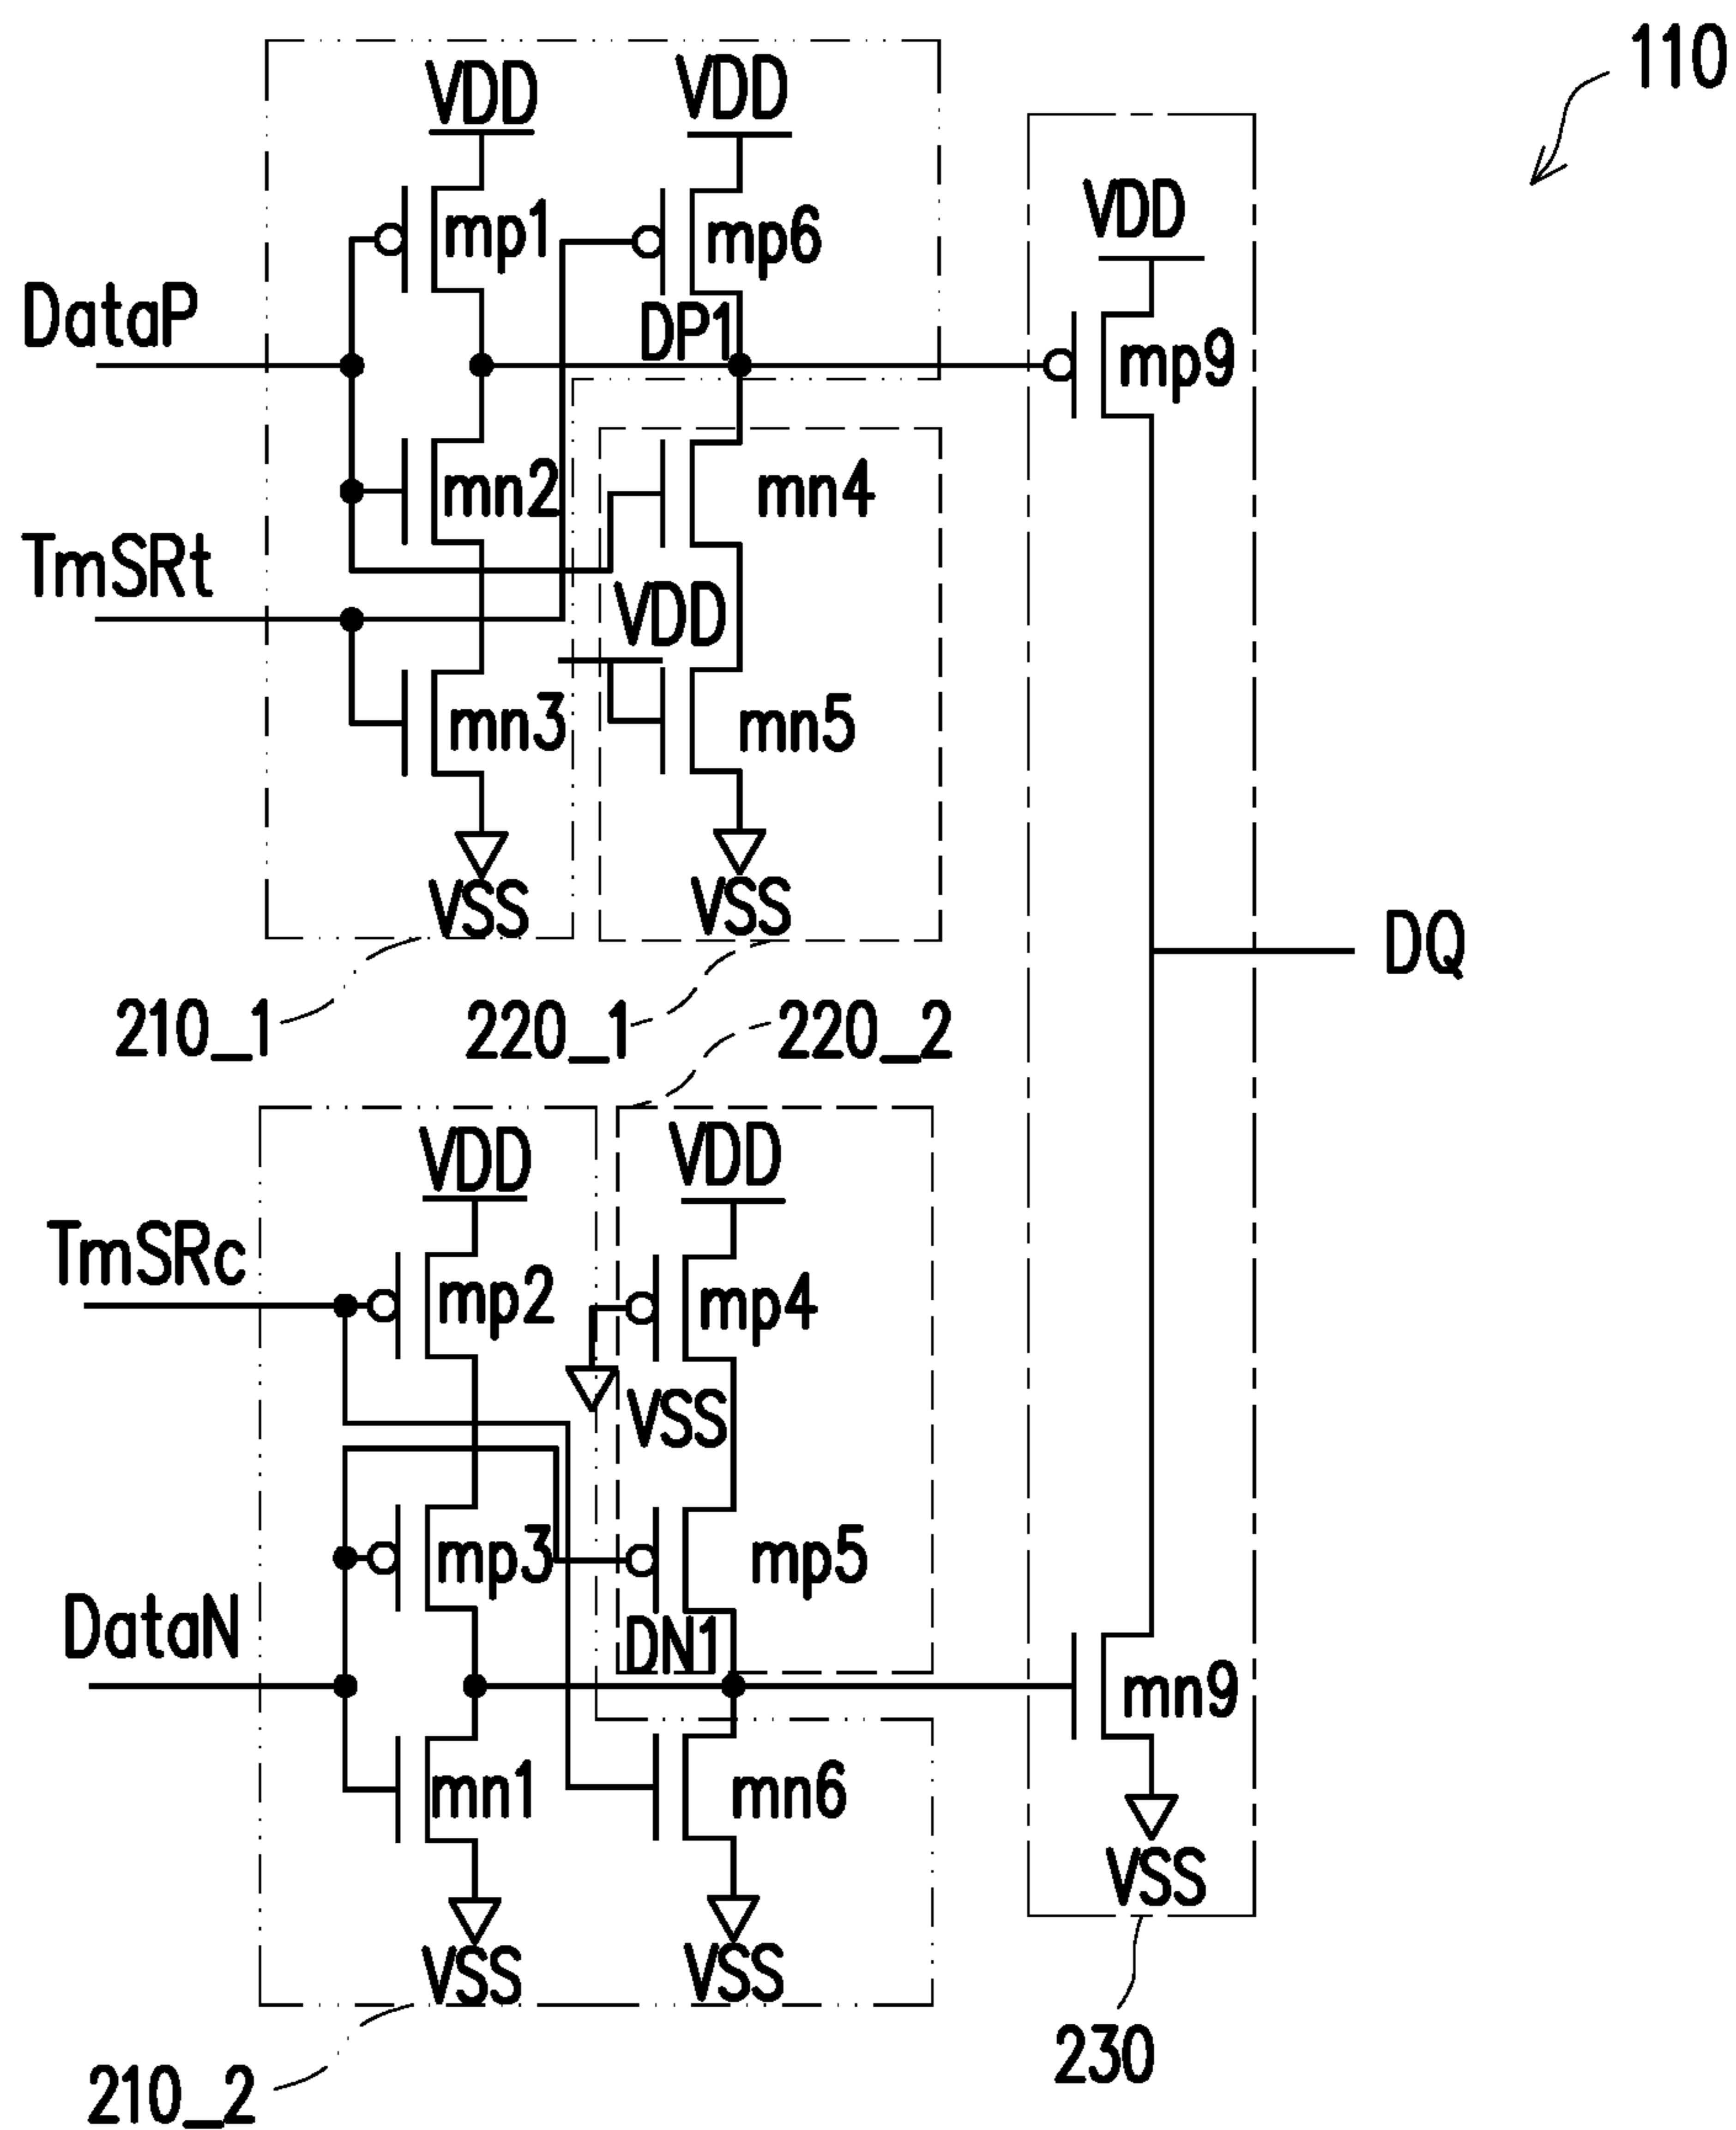 110
VDD
VDD
VDD
mp1
mp6
DataP
DP1
mp9
mn2
mn4
TmSRt
VDD
mn3
mn5
VSS
VSS
DQ
210_1
220_1
220_2
VDD
VDD
TmSRc
mp2
mp4
VSS
mp3
mp5
DataN
DN1
mn9
mn1
mn6
VSS
VSS
VSS
230
210_2